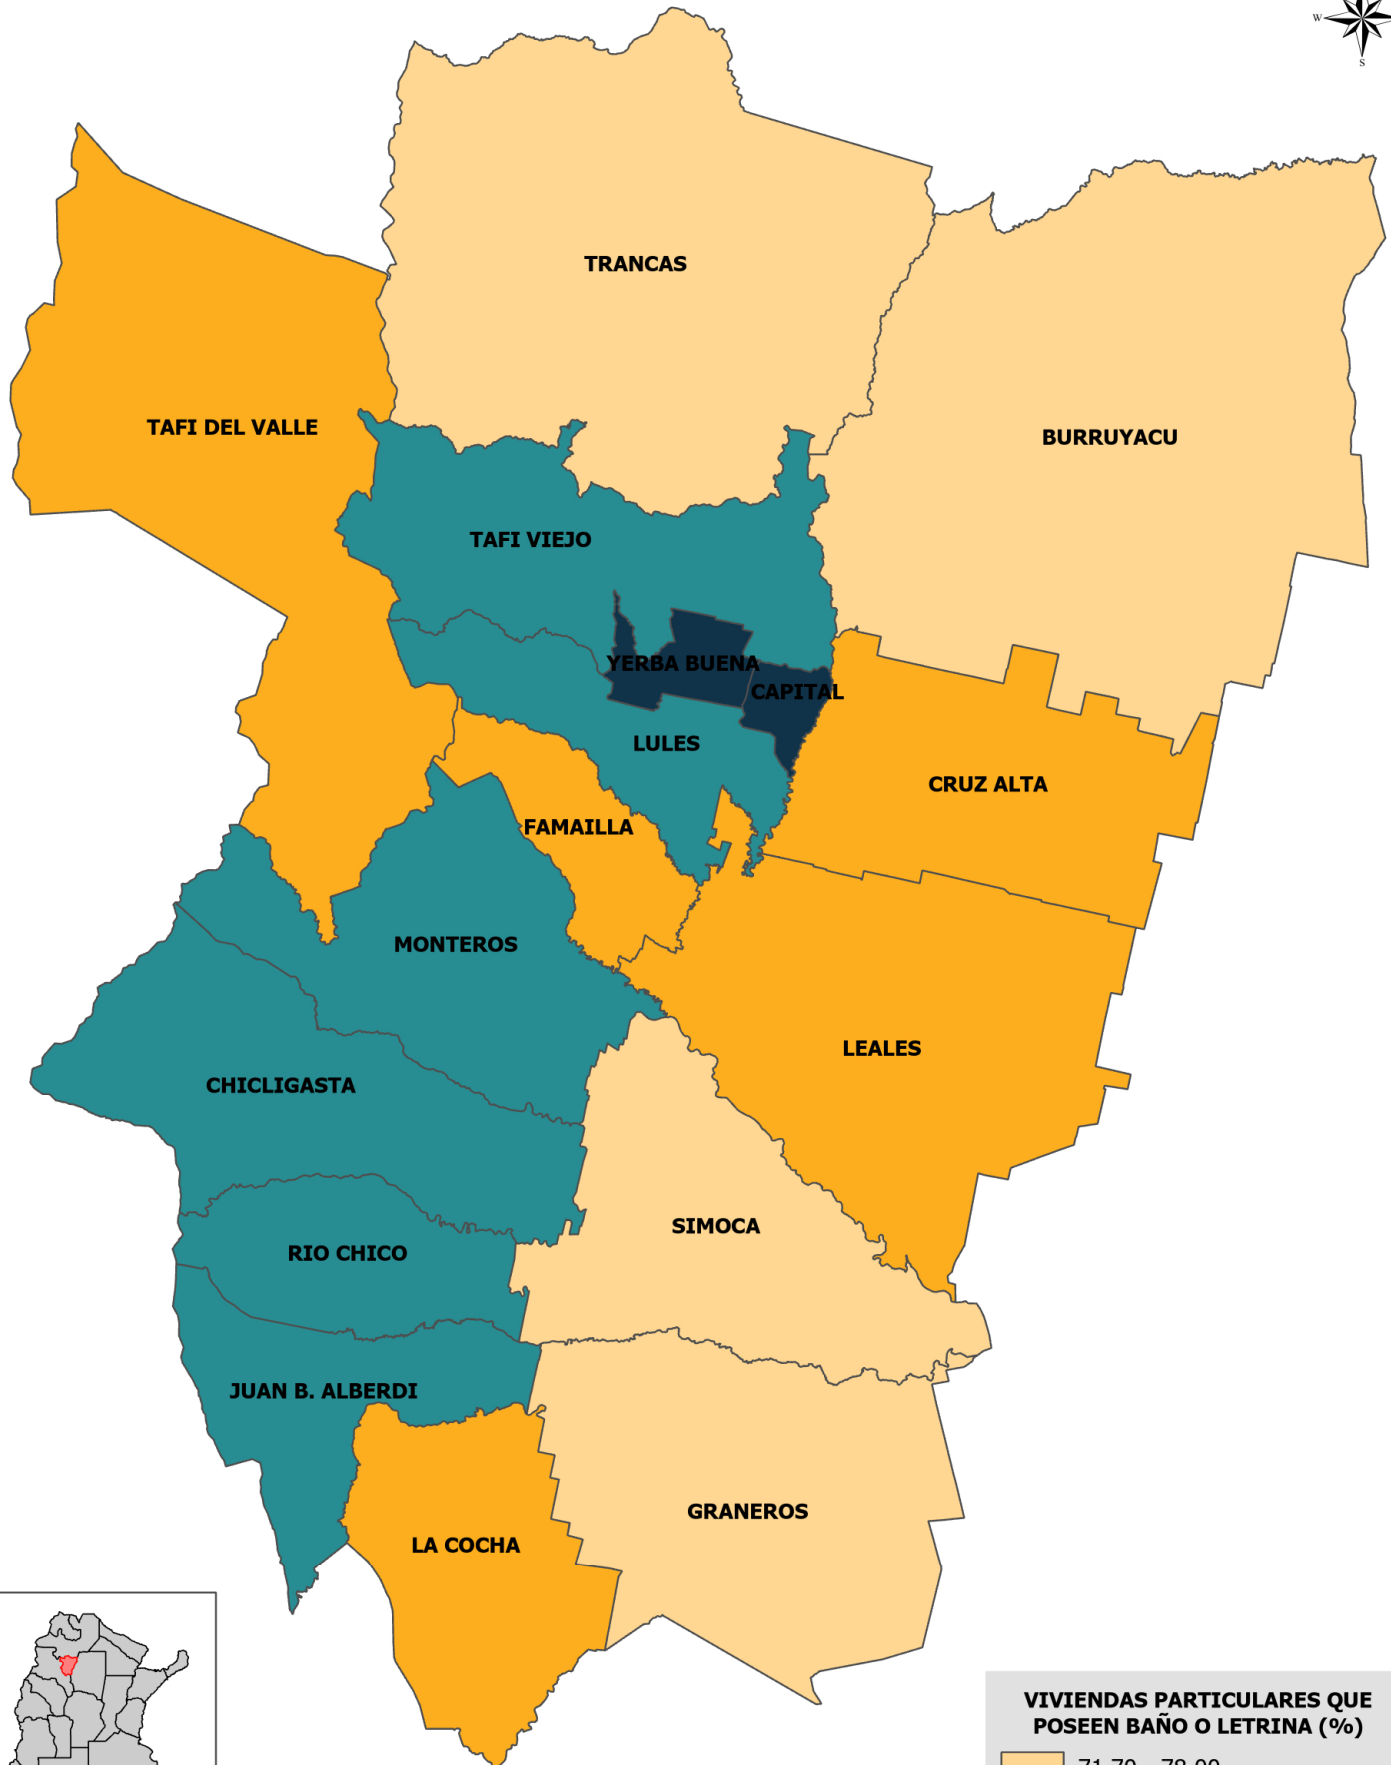 W
S
TRANCAS
TAFI DEL VALLE
BURRUYACU
TAFI VIEJO
YERBA BUENA
CAPITAL
LULES
CRUZ ALTA
FAMAILLA
MONTEROS
LEALES
CHICLIGASTA
SIMOCA
RIO CHICO
JUAN B. ALBERDI
GRANEROS
LA COCHA
VIVIENDAS PARTICULARES QUE
POSEEN BAÑO O LETRINA (%)